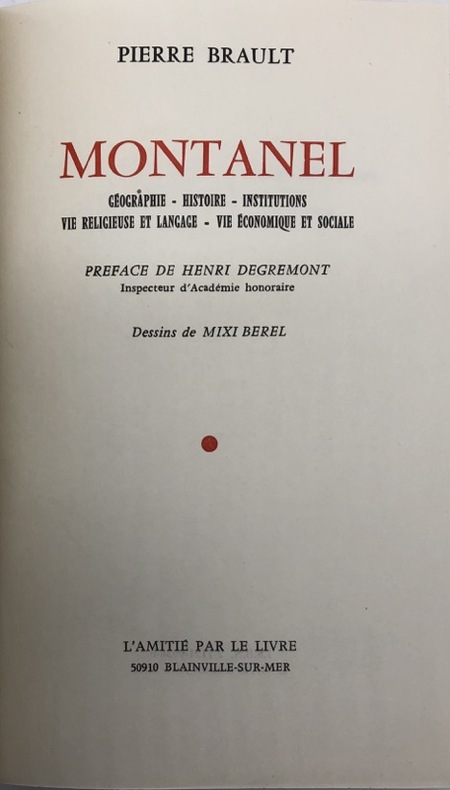 PIERRE BRAULT
MONTANEL
GÉOGRAPHIE - HISTOIRE - INSTITUTIONS
VIE RELIGIEUSE ET LANGAGE - VIE ÉCONOMIQUE ET SOCIALE
PREFACE DE HENRI DEGREMONT
Inspecteur d'Académie honoraire
Dessins de MIXI BEREL
L'AMITIÉ PAR LE LIVRE
50910 BLAINVILLE-SUR-MER